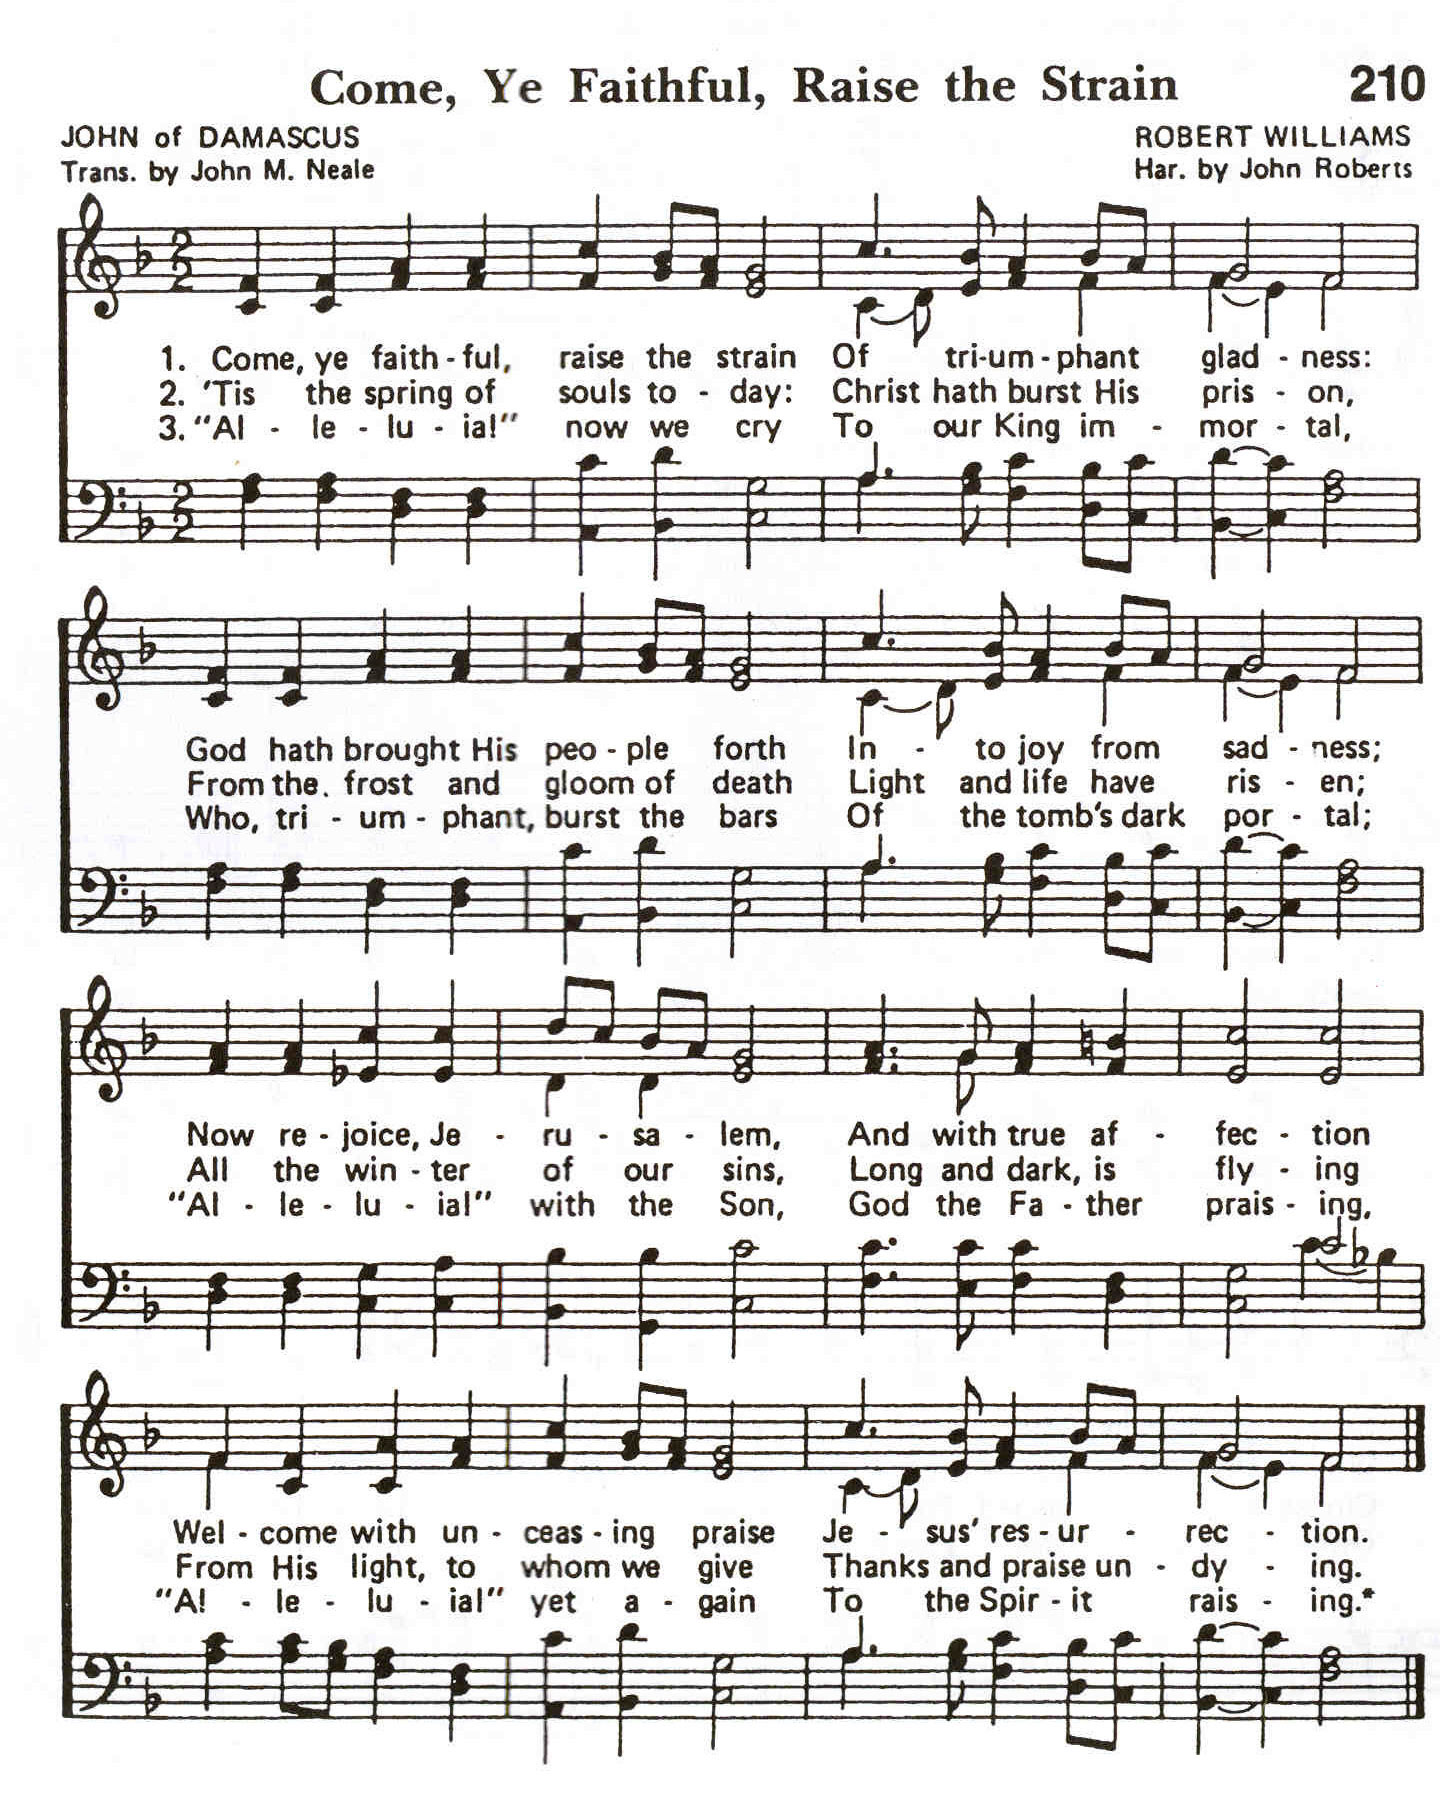 Come, Ye Faithful, Raise the Strain 210
JOHN of DAMASCUS ROBERT WILLIAMS
Trans. by John M. Neale Har. by John Roberts
1. Come, ye faith - ful, raise the strain Of tri-um - phant glad - ness:
2. 'Tis the spring of souls to - day: Christ hath burst His pris - on,
3. "Al - le - lu - ia!" now we cry To our King im - mor - tal,
God hath brought His peo - ple forth In - to joy from sad - ness;
From the. frost and gloom of death Light and life have ris - en;
Who, tri - um - phant, burst the bars Of the tomb's dark por - tal;
Now re - joice, Je - ru - sa - lem, And with true af - fec - tion
All the win - ter of our sins, Long and dark, is fly - ing
"Al - le - lu - ia!" with the Son, God the Fa - ther prais - ing,
Wel - come with un - ceas - ing praise Je - sus' res - ur - rec - tion.
From His light, to whom we give Thanks and praise un - dy - ing.
"Al - le - lu - ia!" yet a - gain To the Spir - it rais - ing.*